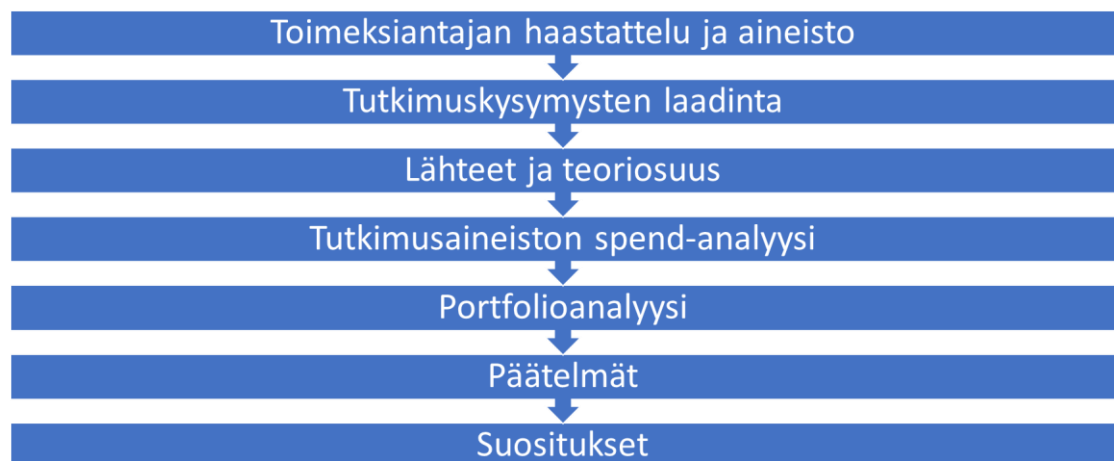 Toimeksiantajan haastattelu ja aineisto
Tutkimuskysymysten laadinta
Lähteet ja teoriosuus
Tutkimusaineiston spend-analyysi
Portfolioanalyysi
Päätelmät
Suositukset